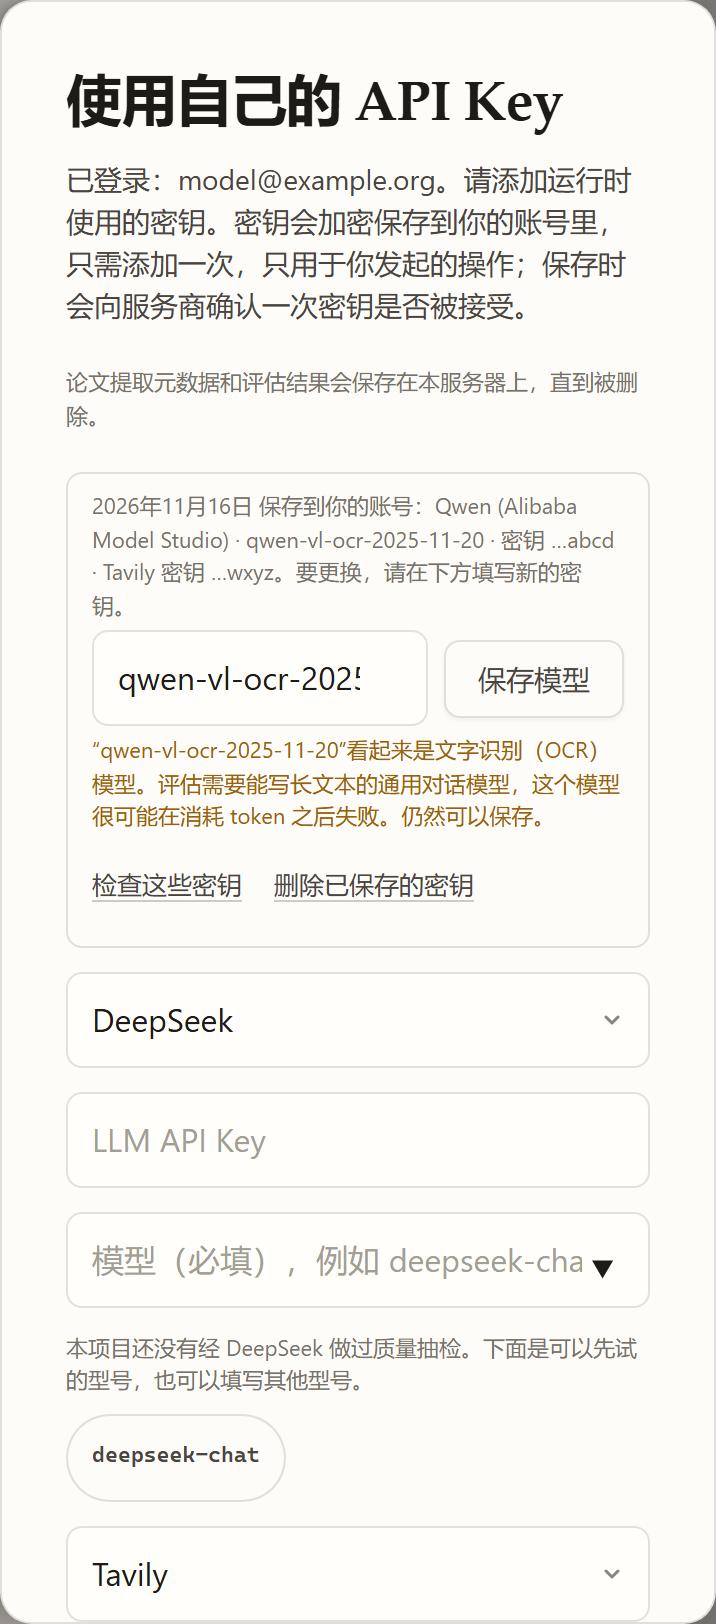 使用自己的 API Key
已登录：model@example.org。请添加运行时
使用的密钥。密钥会加密保存到你的账号里，
只需添加一次，只用于你发起的操作；保存时
会向服务商确认一次密钥是否被接受。
论文提取元数据和评估结果会保存在本服务器上，直到被删
除。
2026年11月16日 保存到你的账号：Qwen (Alibaba
Model Studio) · qwen-vl-ocr-2025-11-20 · 密钥 …abcd
· Tavily 密钥 …wxyz。要更换，请在下方填写新的密
钥。
qwen-vl-ocr-2025
保存模型
“qwen-vl-ocr-2025-11-20”看起来是文字识别（OCR）
模型。评估需要能写长文本的通用对话模型，这个模型
很可能在消耗 token 之后失败。仍然可以保存。
检查这些密钥 删除已保存的密钥
DeepSeek
LLM API Key
模型（必填），例如 deepseek-cha
本项目还没有经 DeepSeek 做过质量抽检。下面是可以先试
的型号，也可以填写其他型号。
deepseek-chat
Tavily